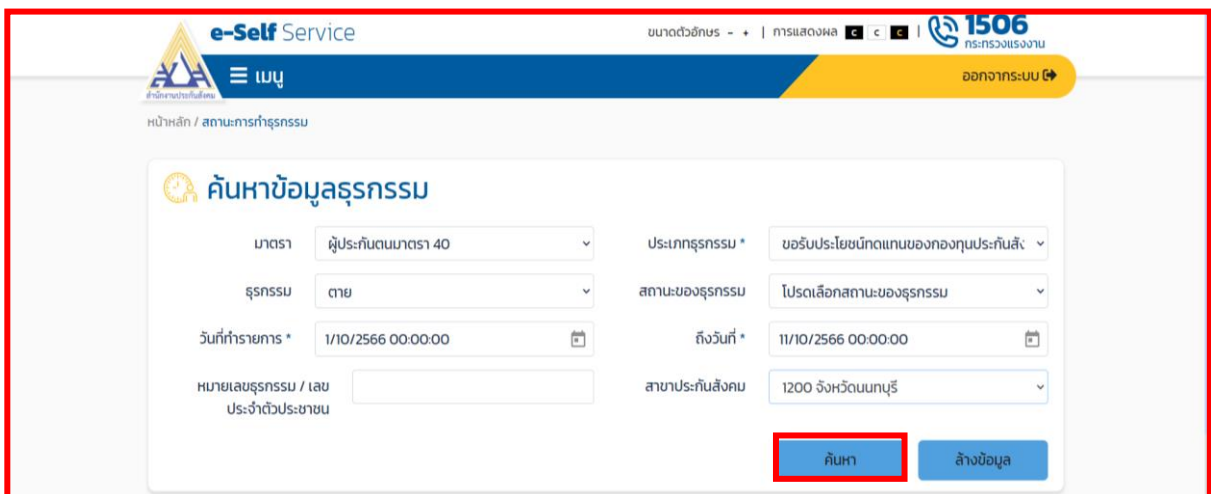 e-Self Service
ขนาดตัวอักษร - + | การแสดงผล C C C |
1506
กระทรวงแรงงาน
สำนักงานประกันสังคม
☰ เมนู
ออกจากระบบ
หน้าหลัก / สถานะการทำธุรกรรม
ค้นหาข้อมูลธุรกรรม
มาตรา ผู้ประกันตนมาตรา 40 ประเภทธุรกรรม * ขอรับประโยชน์ทดแทนของกองทุนประกันสัง
ธุรกรรม ตาย สถานะของธุรกรรม โปรดเลือกสถานะของธุรกรรม
วันที่ทำรายการ * 1/10/2566 00:00:00 ถึงวันที่ * 11/10/2566 00:00:00
หมายเลขธุรกรรม / เลข
ประจำตัวประชาชน
สาขาประกันสังคม 1200 จังหวัดนนทบุรี
ค้นหา ล้างข้อมูล